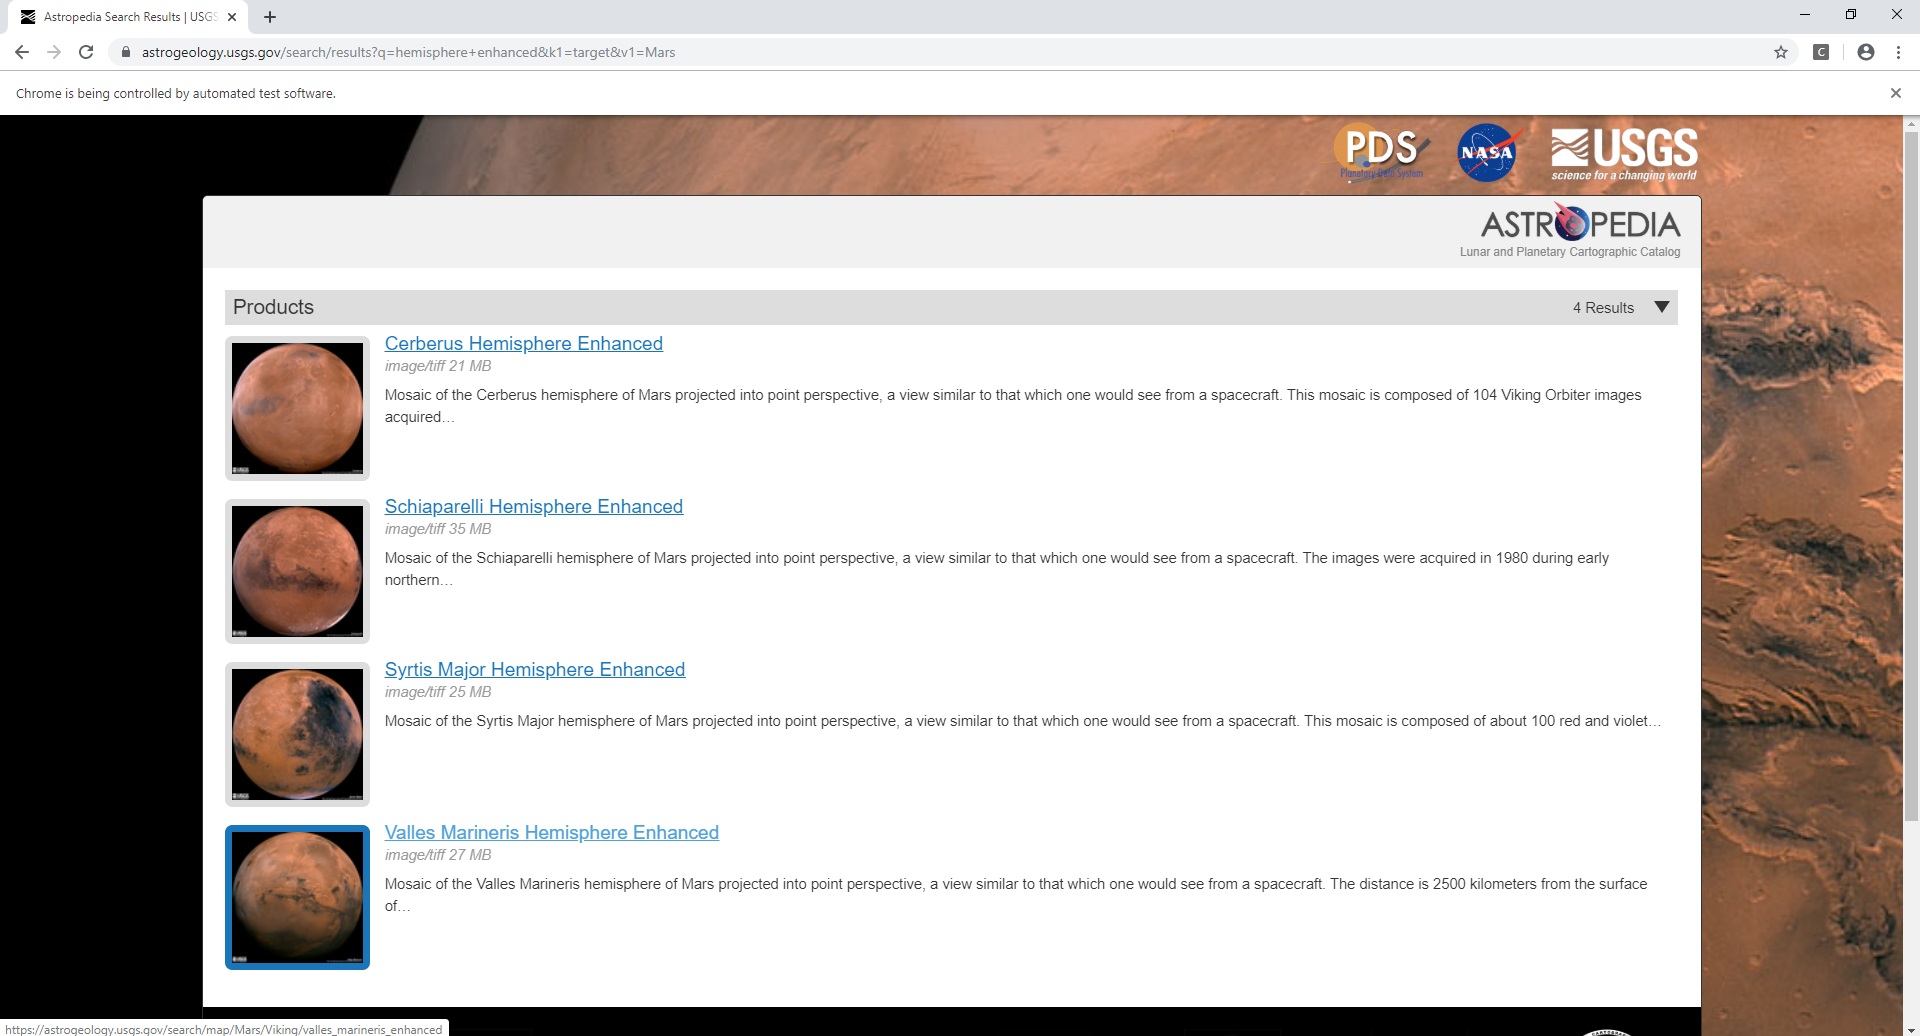 Astropedia Search Results | USGS
astrogeology.usgs.gov/search/results?q=hemisphere+enhanced&k1=target&v1=Mars
C
Chrome is being controlled by automated test software.
PDS
Planetary Data System
NASA
USGS
science for a changing world
ASTROPEDIA
Lunar and Planetary Cartographic Catalog
Products
4 Results
Cerberus Hemisphere Enhanced
image/tiff 21 MB
Mosaic of the Cerberus hemisphere of Mars projected into point perspective, a view similar to that which one would see from a spacecraft. This mosaic is composed of 104 Viking Orbiter images
acquired…
Schiaparelli Hemisphere Enhanced
image/tiff 35 MB
Mosaic of the Schiaparelli hemisphere of Mars projected into point perspective, a view similar to that which one would see from a spacecraft. The images were acquired in 1980 during early
northern…
Syrtis Major Hemisphere Enhanced
image/tiff 25 MB
Mosaic of the Syrtis Major hemisphere of Mars projected into point perspective, a view similar to that which one would see from a spacecraft. This mosaic is composed of about 100 red and violet…
Valles Marineris Hemisphere Enhanced
image/tiff 27 MB
Mosaic of the Valles Marineris hemisphere of Mars projected into point perspective, a view similar to that which one would see from a spacecraft. The distance is 2500 kilometers from the surface
of…
https://astrogeology.usgs.gov/search/map/Mars/Viking/valles_marineris_enhanced